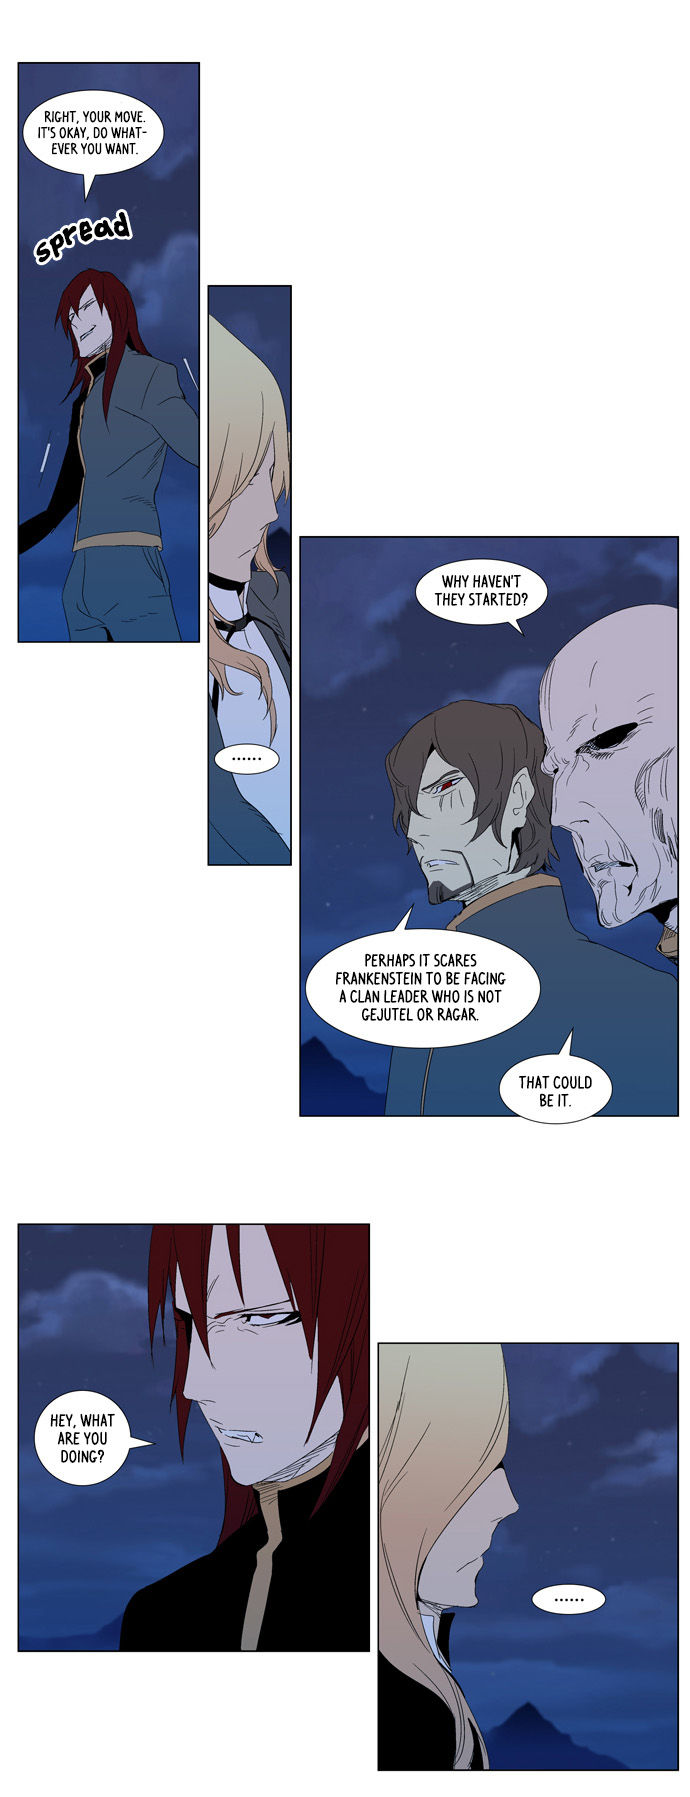 RIGHT, YOUR MOVE.
IT'S OKAY, DO WHAT-
EVER YOU WANT.
spread
......
WHY HAVEN'T
THEY STARTED?
PERHAPS IT SCARES
FRANKENSTEIN TO BE FACING
A CLAN LEADER WHO IS NOT
GEJUTEL OR RAGAR.
THAT COULD
BE IT.
HEY, WHAT
ARE YOU
DOING?
......